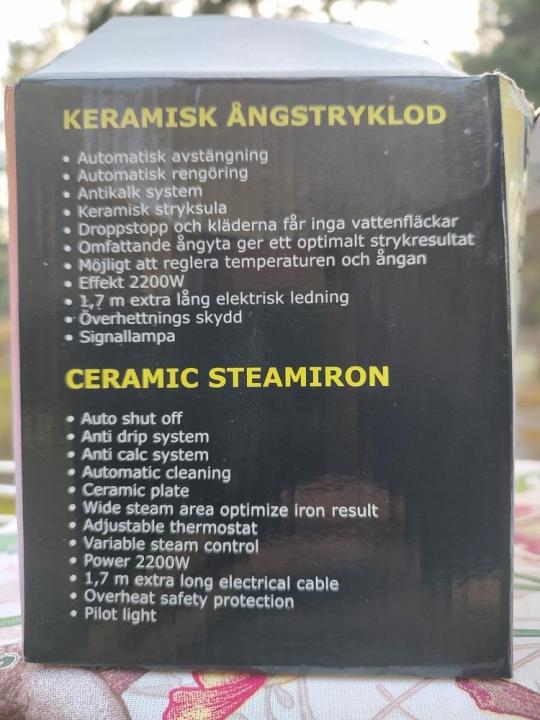 KERAMISK ÅNGSTRYKLOD
• Automatisk avstängning
• Automatisk rengöring
• Antikalk system
• Keramisk stryksula
• Droppstopp och kläderna får inga vattenfläckar
• Omfattande ångyta ger ett optimalt strykresultat
• Möjligt att reglera temperaturen och ångan
• Effekt 2200W
• 1,7 m extra lång elektrisk ledning
• Överhettnings skydd
• Signallampa
CERAMIC STEAMIRON
• Auto shut off
• Anti drip system
• Anti calc system
• Automatic cleaning
• Ceramic plate
• Wide steam area optimize iron result
• Adjustable thermostat
• Variable steam control
• Power 2200W
• 1,7 m extra long electrical cable
• Overheat safety protection
• Pilot light